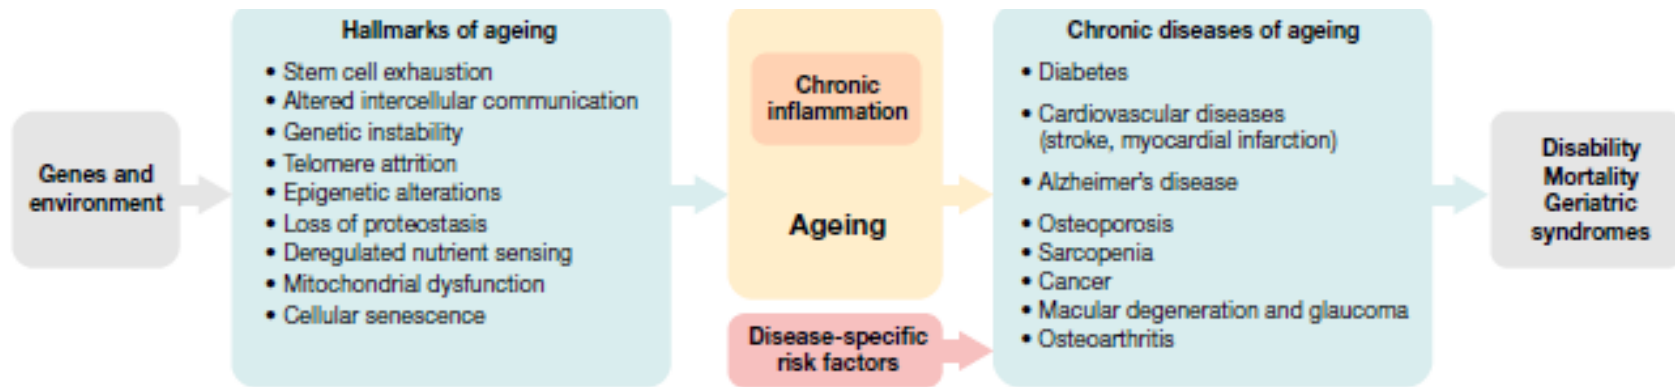 Genes and
environment
Hallmarks of ageing
• Stem cell exhaustion
• Altered intercellular communication
• Genetic instability
• Telomere attrition
• Epigenetic alterations
• Loss of proteostasis
• Deregulated nutrient sensing
• Mitochondrial dysfunction
• Cellular senescence
Chronic
inflammation
Ageing
Disease-specific
risk factors
Chronic diseases of ageing
• Diabetes
• Cardiovascular diseases
(stroke, myocardial infarction)
• Alzheimer's disease
• Osteoporosis
• Sarcopenia
• Cancer
• Macular degeneration and glaucoma
• Osteoarthritis
Disability
Mortality
Geriatric
syndromes